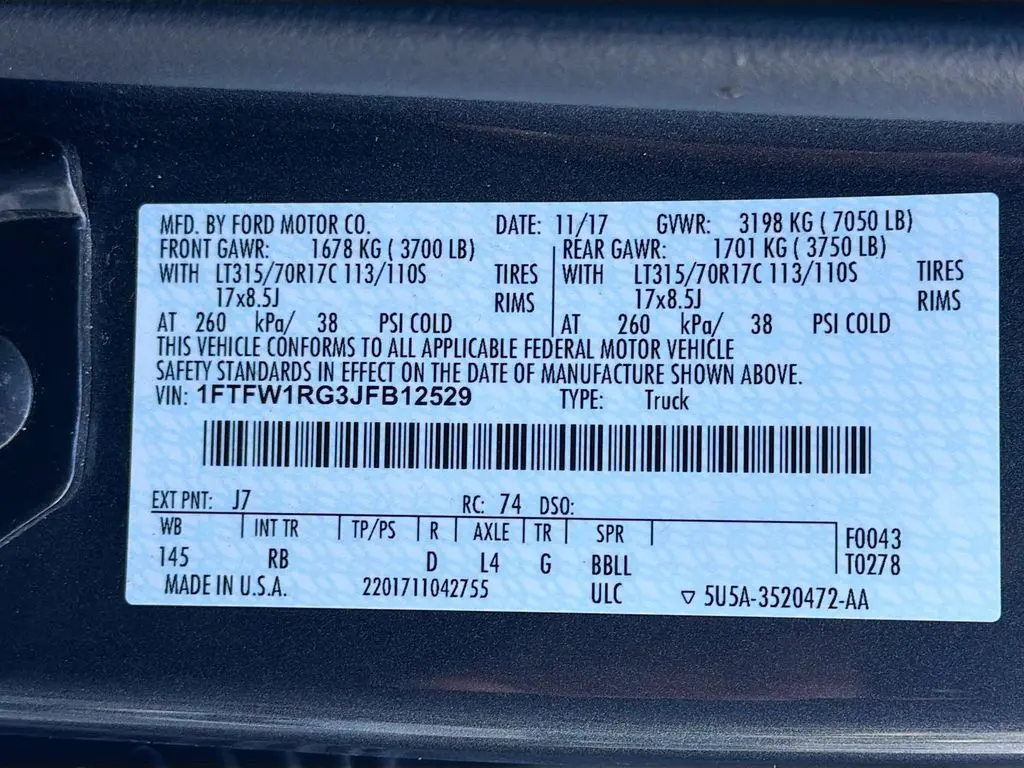 MFD. BY FORD MOTOR CO. DATE: 11/17 GVWR: 3198 KG ( 7050 LB)
FRONT GAWR: 1678 KG ( 3700 LB) REAR GAWR: 1701 KG ( 3750 LB)
WITH LT315/70R17C 113/110S TIRES WITH LT315/70R17C 113/110S TIRES
17x8.5J RIMS 17x8.5J RIMS
AT 260 kPa/ 38 PSI COLD AT 260 kPa/ 38 PSI COLD
THIS VEHICLE CONFORMS TO ALL APPLICABLE FEDERAL MOTOR VEHICLE
SAFETY STANDARDS IN EFFECT ON THE DATE OF MANUFACTURE SHOWN ABOVE.
VIN: 1FTFW1RG3JFB12529 TYPE: Truck
EXT PNT: J7 RC: 74 DSO:
WB INT TR TP/PS R AXLE TR SPR F0043
145 RB D L4 G BBLL T0278
MADE IN U.S.A. 2201711042755 ULC ▽ 5U5A-3520472-AA